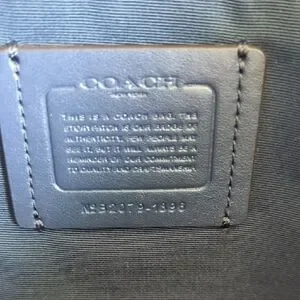 COACH
NEW YORK
THIS IS A COACH BAG. THE
STORYPATCH IS OUR BADGE OF
AUTHENTICITY. FEW PEOPLE MAY
SEE IT, BUT IT WILL ALWAYS BE A
REMINDER OF OUR COMMITMENT
TO QUALITY AND CRAFTSMANSHIP.